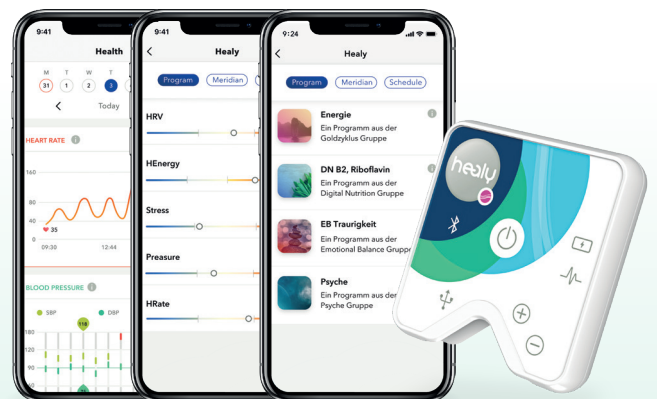 9:41
Health
M T W T
31 1 2 3
Today
HEART RATE
160
80
40
35
0
09:30 12:44
BLOOD PRESSURE
SBP DBP
118
180
120
90
60
9:41
Healy
Program Meridian
HRV
HEnergy
Stress
Preasure
HRate
9:24
Healy
Program Meridian Schedule
Energie
Ein Programm aus der
Goldzyklus Gruppe
DN B2, Riboflavin
Ein Programm aus der
Digital Nutrition Gruppe
EB Traurigkeit
Ein Programm aus der
Emotional Balance Gruppe
Psyche
Ein Programm aus der
Psyche Gruppe
healy